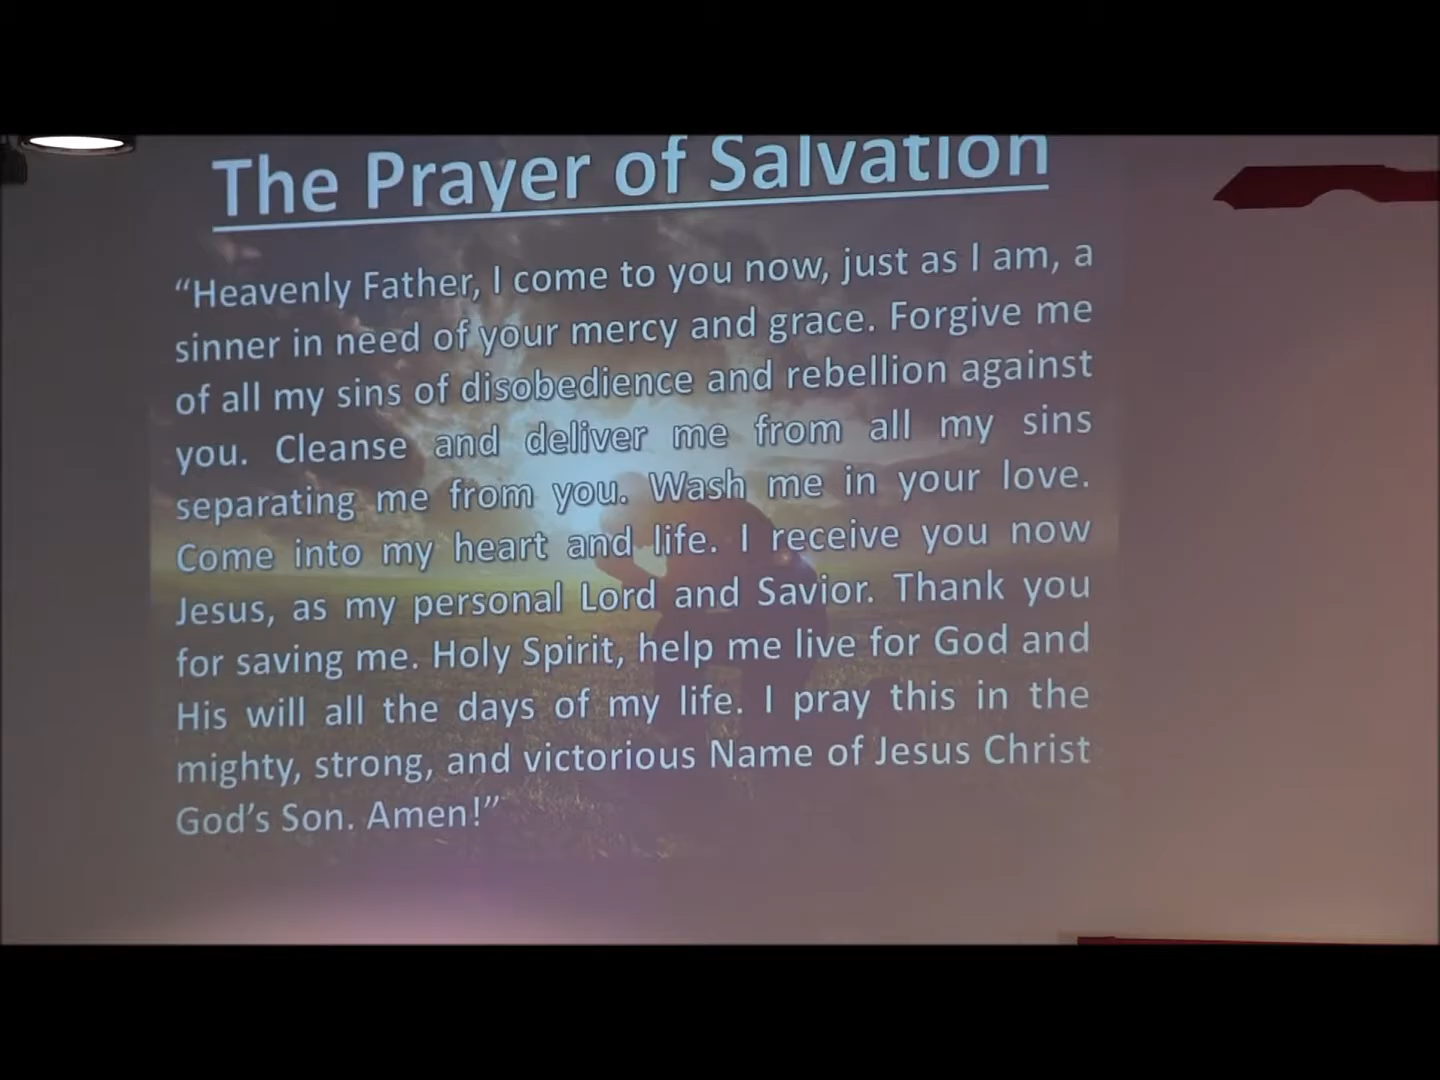 The Prayer of Salvation
“Heavenly Father, I come to you now, just as I am, a
sinner in need of your mercy and grace. Forgive me
of all my sins of disobedience and rebellion against
you. Cleanse and deliver me from all my sins
separating me from you. Wash me in your love.
Come into my heart and life. I receive you now
Jesus, as my personal Lord and Savior. Thank you
for saving me. Holy Spirit, help me live for God and
His will all the days of my life. I pray this in the
mighty, strong, and victorious Name of Jesus Christ
God’s Son. Amen!”